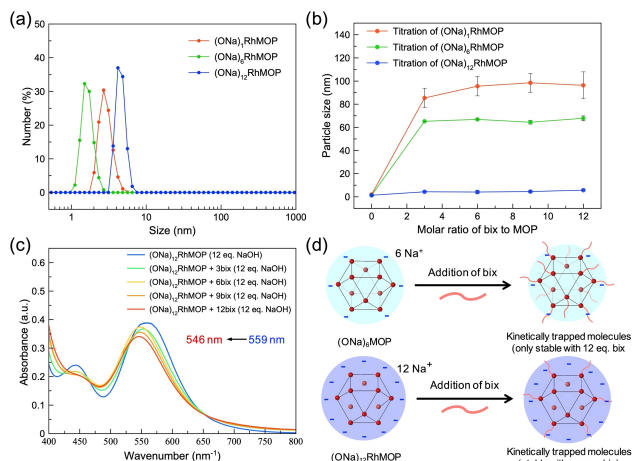 (a)
(ONa)1RhMOP
(ONa)6RhMOP
(ONa)12RhMOP
Number (%)
50
40
30
20
10
0
1
10
100
1000
Size (nm)
(b)
Titration of (ONa)1RhMOP
Titration of (ONa)6RhMOP
Titration of (ONa)12RhMOP
Particle size (nm)
140
120
100
80
60
40
20
0
0
3
6
9
12
Molar ratio of bix to MOP
(c)
(ONa)12RhMOP (12 eq. NaOH)
(ONa)12RhMOP + 3bix (12 eq. NaOH)
(ONa)12RhMOP + 6bix (12 eq. NaOH)
(ONa)12RhMOP + 9bix (12 eq. NaOH)
(ONa)12RhMOP + 12bix (12 eq. NaOH)
546 nm
559 nm
Absorbance (a.u.)
0.6
0.5
0.4
0.3
0.2
0.1
0
400
450
500
550
600
650
700
750
800
Wavenumber (nm-1)
(d)
6 Na+
Addition of bix
(ONa)6MOP
Kinetically trapped molecules
(only stable with 12 eq. bix
12 Na+
Addition of bix
(ONa)12RhMOP
Kinetically trapped molecules